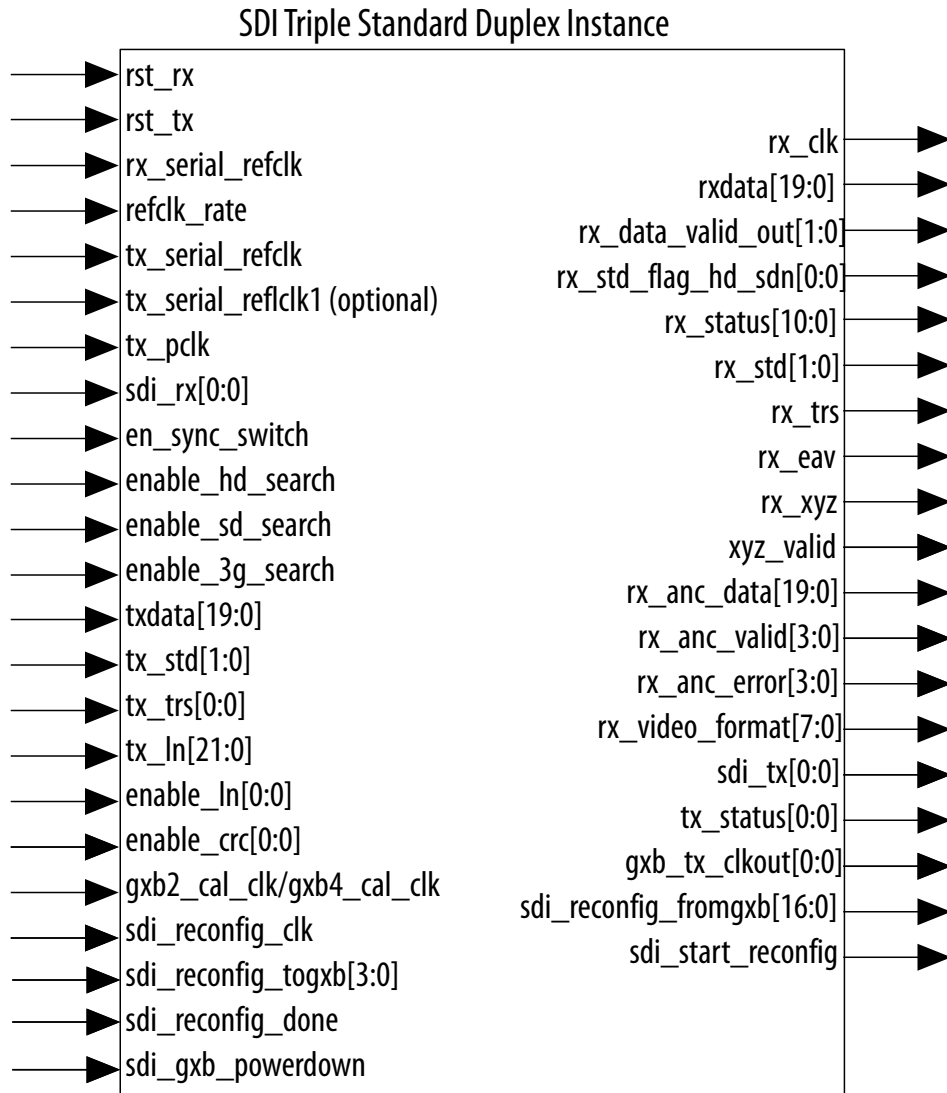 SDI Triple Standard Duplex Instance
rst_rx
rst_tx
rx_serial_refclk
refclk_rate
tx_serial_refclk
tx_serial_reflclk1 (optional)
tx_pclk
sdi_rx[0:0]
en_sync_switch
enable_hd_search
enable_sd_search
enable_3g_search
txdata[19:0]
tx_std[1:0]
tx_trs[0:0]
tx_ln[21:0]
enable_ln[0:0]
enable_crc[0:0]
gxb2_cal_clk/gxb4_cal_clk
sdi_reconfig_clk
sdi_reconfig_togxb[3:0]
sdi_reconfig_done
sdi_gxb_powerdown
rx_clk
rxdata[19:0]
rx_data_valid_out[1:0]
rx_std_flag_hd_sdn[0:0]
rx_status[10:0]
rx_std[1:0]
rx_trs
rx_eav
rx_xyz
xyz_valid
rx_anc_data[19:0]
rx_anc_valid[3:0]
rx_anc_error[3:0]
rx_video_format[7:0]
sdi_tx[0:0]
tx_status[0:0]
gxb_tx_clkout[0:0]
sdi_reconfig_fromgxb[16:0]
sdi_start_reconfig